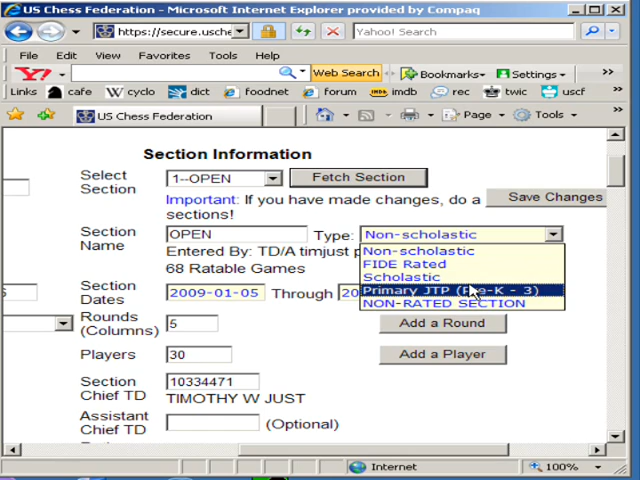 US Chess Federation - Microsoft Internet Explorer provided by Compaq
https://secure.usche
Yahoo! Search
File Edit View Favorites Tools Help
Y! Web Search Bookmarks Settings »
Links cafe cyclo dict foodnet forum imdb rec twic uscf »
US Chess Federation Page Tools »
Section Information
Select Section 1--OPEN Fetch Section
Important: If you have made changes, do a Save Changes
sections!
Section Name OPEN Type: Non-scholastic
Non-scholastic
Entered By: TD/A timjust p
FIDE Rated
68 Ratable Games
Scholastic
Primary JTP (Pre-K - 3)
NON-RATED SECTION
Section Dates 2009-01-05 Through 20
Rounds (Columns) 5 Add a Round
Players 30 Add a Player
Section Chief TD 10334471
TIMOTHY W JUST
Assistant Chief TD (Optional)
Internet 100%